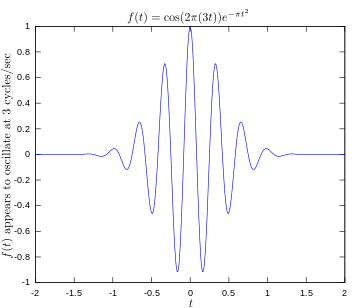 f(t) = cos(2π(3t))e^{−πt²}
f(t) appears to oscillate at 3 cycles/sec
1
0.8
0.6
0.4
0.2
0
-0.2
-0.4
-0.6
-0.8
-1
-2 -1.5 -1 -0.5 0 0.5 1 1.5 2
t